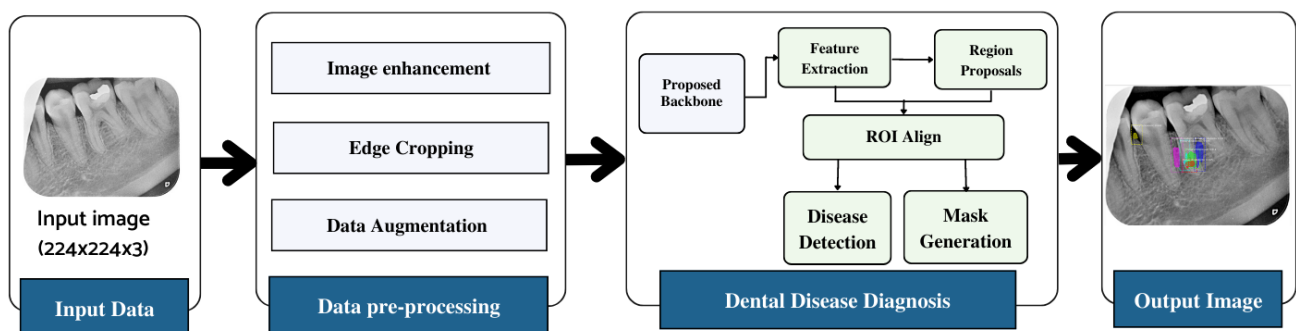 Input image
(224x224x3)
Input Data
Image enhancement
Edge Cropping
Data Augmentation
Data pre-processing
Proposed
Backbone
Feature
Extraction
Region
Proposals
ROI Align
Disease
Detection
Mask
Generation
Dental Disease Diagnosis
Output Image